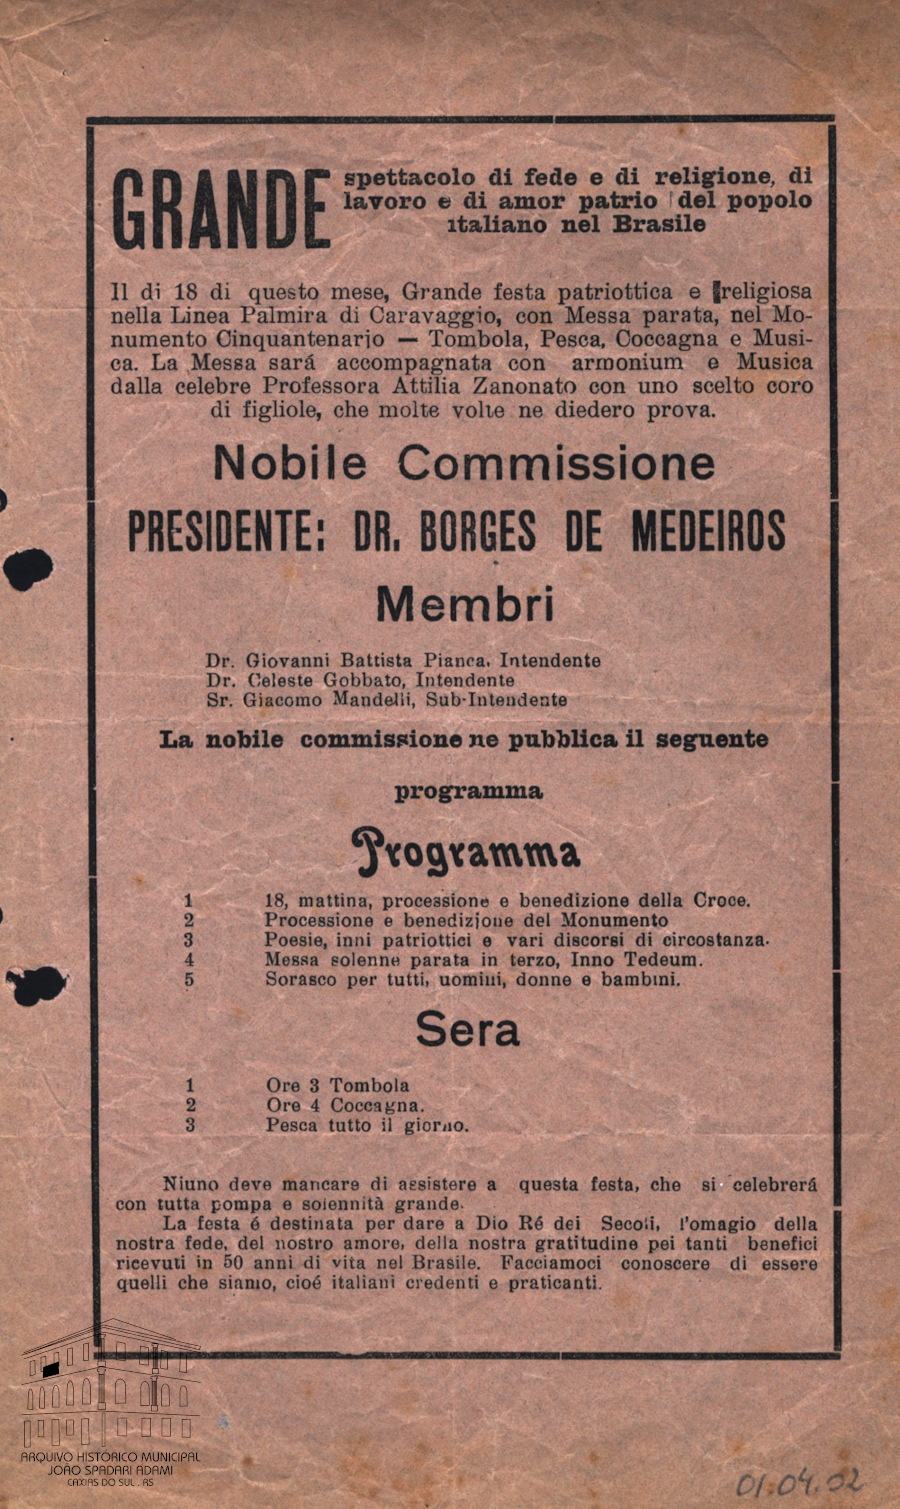 GRANDE spettacolo di fede e di religione, di
lavoro e di amor patrio del popolo
italiano nel Brasile
Il di 18 di questo mese, Grande festa patriottica e religiosa
nella Linea Palmira di Caravaggio, con Messa parata, nel Mo-
numento Cinquantenario — Tombola, Pesca, Coccagna e Musi-
ca. La Messa sará accompagnata con armonium e Musica
dalla celebre Professora Attilia Zanonato con uno scelto coro
di figliole, che molte volte ne diedero prova.
Nobile Commissione
PRESIDENTE: DR. BORGES DE MEDEIROS
Membri
Dr. Giovanni Battista Pianca, Intendente
Dr. Celeste Gobbato, Intendente
Sr. Giacomo Mandelli, Sub-Intendente
La nobile commissione ne pubblica il seguente
programma
Programma
1 18, mattina, processione e benedizione della Croce.
2 Processione e benedizione del Monumento
3 Poesie, inni patriottici e vari discorsi di circostanza.
4 Messa solenne parata in terzo, Inno Tedeum.
5 Sorasco per tutti, uomini, donne e bambini.
Sera
1 Ore 3 Tombola
2 Ore 4 Coccagna.
3 Pesca tutto il giorno.
Niuno deve mancare di assistere a questa festa, che si celebrerá
con tutta pompa e solennità grande.
La festa é destinata per dare a Dio Ré dei Secoli, l'omagio della
nostra fede, del nostro amore, della nostra gratitudine pei tanti benefici
ricevuti in 50 anni di vita nel Brasile. Facciamoci conoscere di essere
quelli che siamo, cioé italiani credenti e praticanti.
ARQUIVO HISTÓRICO MUNICIPAL
JOÃO SPADARI ADAMI
CAXIAS DO SUL . RS
01.04.02